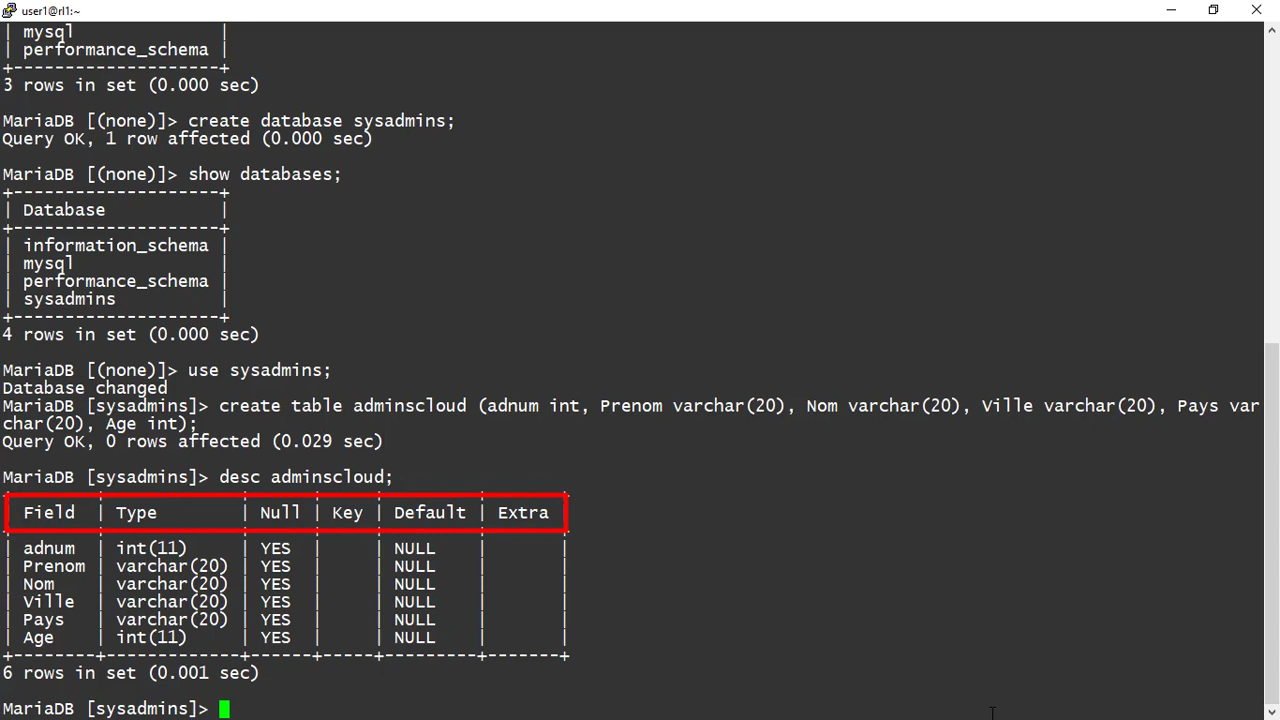 user1@rl1:~
| mysql              |
| performance_schema |
+--------------------+
3 rows in set (0.000 sec)
MariaDB [(none)]> create database sysadmins;
Query OK, 1 row affected (0.000 sec)
MariaDB [(none)]> show databases;
+--------------------+
| Database           |
+--------------------+
| information_schema |
| mysql              |
| performance_schema |
| sysadmins          |
+--------------------+
4 rows in set (0.000 sec)
MariaDB [(none)]> use sysadmins;
Database changed
MariaDB [sysadmins]> create table adminscloud (adnum int, Prenom varchar(20), Nom varchar(20), Ville varchar(20), Pays var
char(20), Age int);
Query OK, 0 rows affected (0.029 sec)
MariaDB [sysadmins]> desc adminscloud;
| Field  | Type        | Null | Key | Default | Extra |
| adnum  | int(11)     | YES  |     | NULL    |       |
| Prenom | varchar(20) | YES  |     | NULL    |       |
| Nom    | varchar(20) | YES  |     | NULL    |       |
| Ville  | varchar(20) | YES  |     | NULL    |       |
| Pays   | varchar(20) | YES  |     | NULL    |       |
| Age    | int(11)     | YES  |     | NULL    |       |
+--------+-------------+------+-----+---------+-------+
6 rows in set (0.001 sec)
MariaDB [sysadmins]>